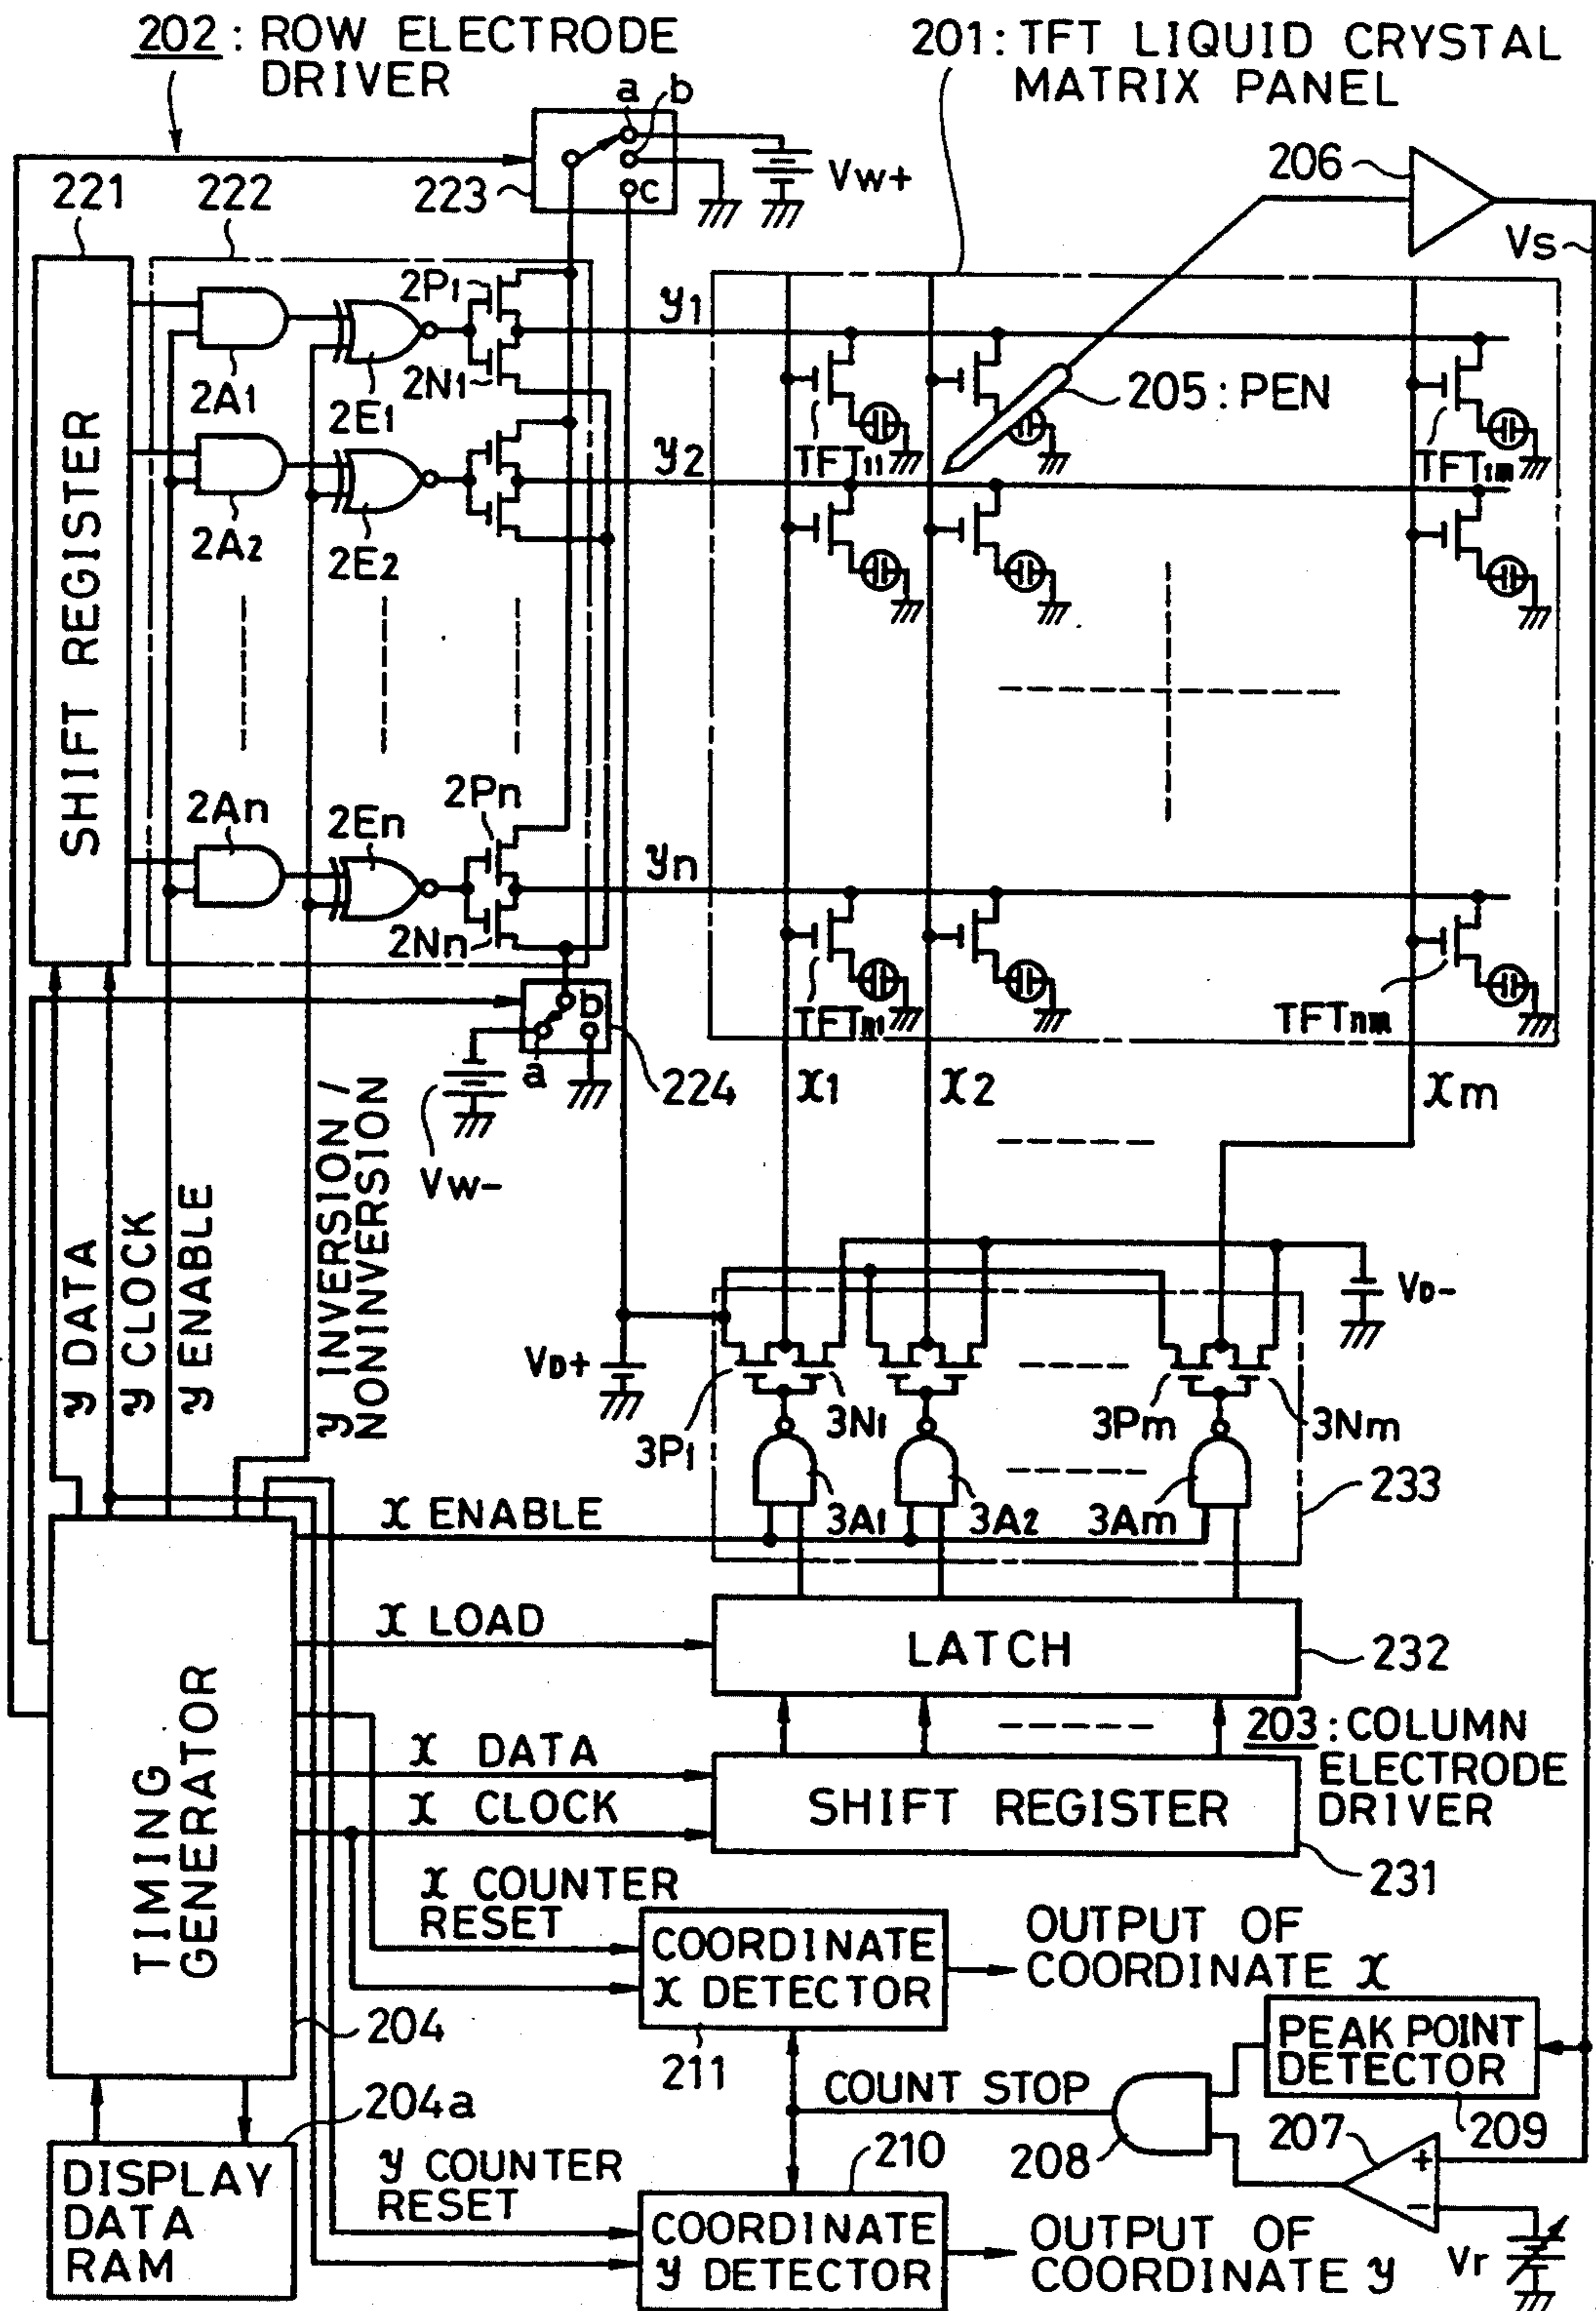 202 : ROW ELECTRODE
DRIVER
201 : TFT LIQUID CRYSTAL
MATRIX PANEL
a
b
c
223
Vw+
206
Vs
221
222
SHIFT REGISTER
2P1
2N1
2A1
2E1
y1
205 : PEN
TFT11
TFT1m
2A2
2E2
y2
2An
2En
2Pn
2Nn
yn
TFTn1
TFTnm
b
a
224
Vw-
x1
x2
xm
y DATA
y CLOCK
y ENABLE
y INVERSION /
NONINVERSION
VD+
VD-
3P1
3N1
3Pm
3Nm
3A1
3A2
3Am
233
x ENABLE
x LOAD
LATCH
232
203 : COLUMN
ELECTRODE
DRIVER
x DATA
x CLOCK
SHIFT REGISTER
231
TIMING
GENERATOR
204
x COUNTER
RESET
COORDINATE
x DETECTOR
211
OUTPUT OF
COORDINATE x
PEAK POINT
DETECTOR
209
COUNT STOP
208
207
+
−
Vr
204a
DISPLAY
DATA
RAM
y COUNTER
RESET
210
COORDINATE
y DETECTOR
OUTPUT OF
COORDINATE y